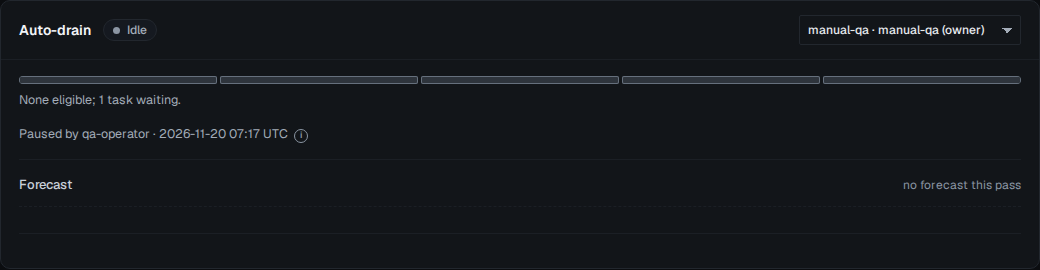 Auto-drain
Idle
manual-qa · manual-qa (owner)
None eligible; 1 task waiting.
Paused by qa-operator · 2026-11-20 07:17 UTC
Forecast
no forecast this pass